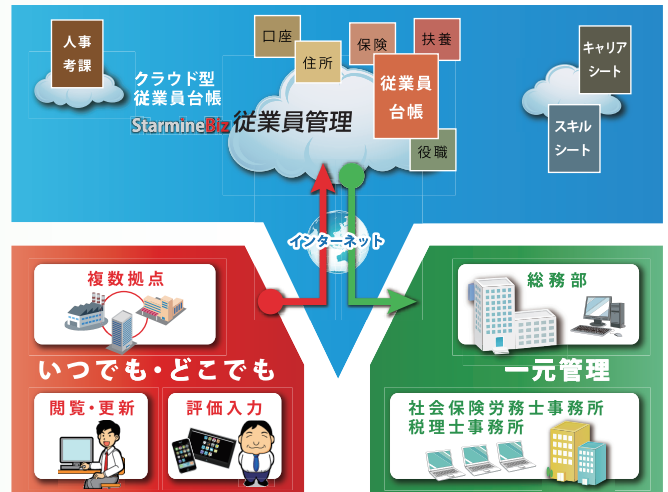 人事
考課
クラウド型
従業員台帳
StarmineBiz 従業員管理
口座
住所
保険
扶養
従業員
台帳
役職
キャリア
シート
スキル
シート
インターネット
複数拠点
いつでも・どこでも
閲覧・更新
評価入力
総務部
一元管理
社会保険労務士事務所
税理士事務所